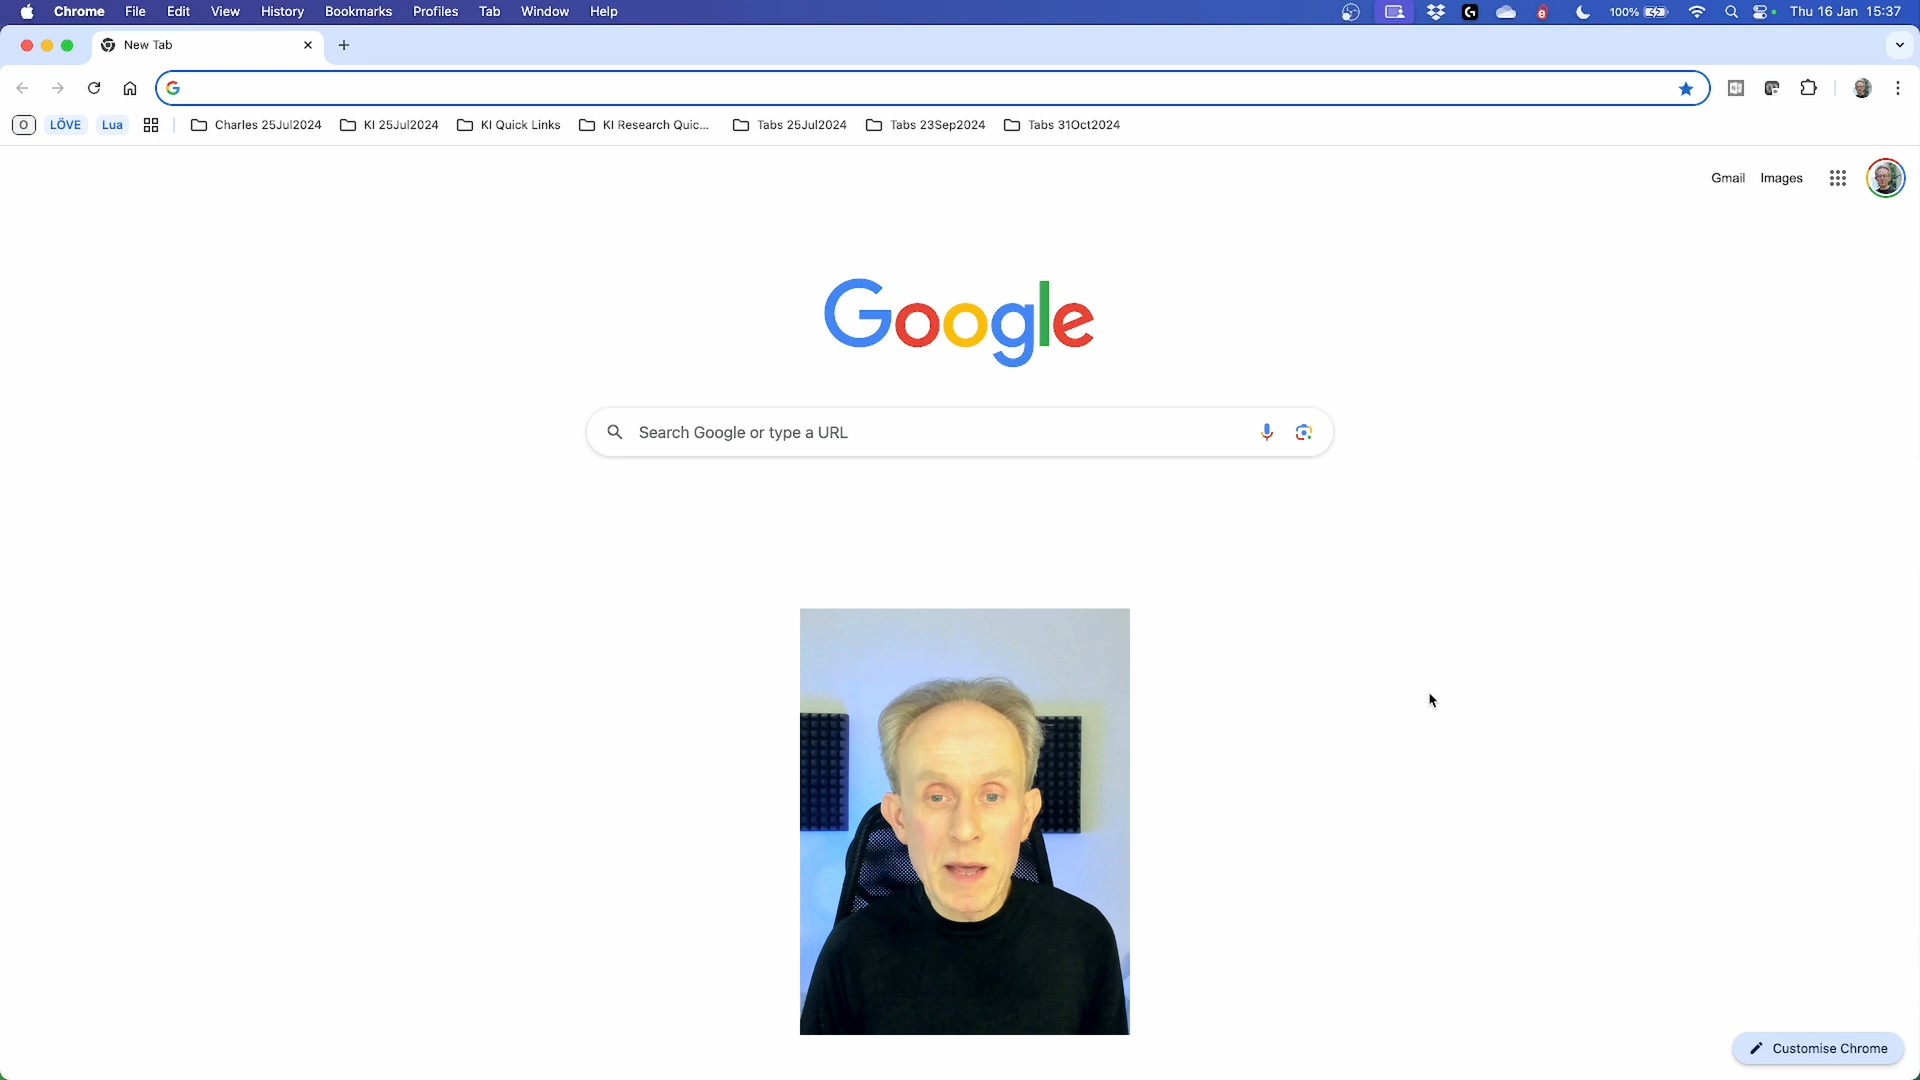 Chrome File Edit View History Bookmarks Profiles Tab Window Help 100% Thu 16 Jan 15:37
New Tab
O LÖVE Lua Charles 25Jul2024 KI 25Jul2024 KI Quick Links KI Research Quic... Tabs 25Jul2024 Tabs 23Sep2024 Tabs 31Oct2024
Gmail Images
Google
Search Google or type a URL
Customise Chrome